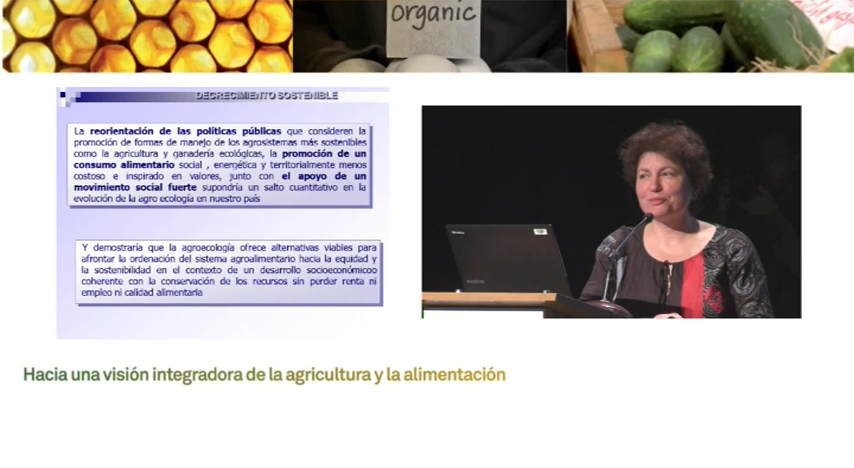 organic
DECRECIMIENTO SOSTENIBLE
La reorientación de las políticas públicas que consideren la
promoción de formas de manejo de los agrosistemas más sostenibles
como la agricultura y ganadería ecológicas, la promoción de un
consumo alimentario social , energética y territorialmente menos
costoso e inspirado en valores, junto con el apoyo de un
movimiento social fuerte supondría un salto cuantitativo en la
evolución de la agro ecología en nuestro país
Y demostraría que la agroecología ofrece alternativas viables para
afrontar la ordenación del sistema agroalimentario hacia la equidad y
la sostenibilidad en el contexto de un desarrollo socioeconómicoo
coherente con la conservación de los recursos sin perder renta ni
empleo ni calidad alimentaria
Hacia una visión integradora de la agricultura y la alimentación